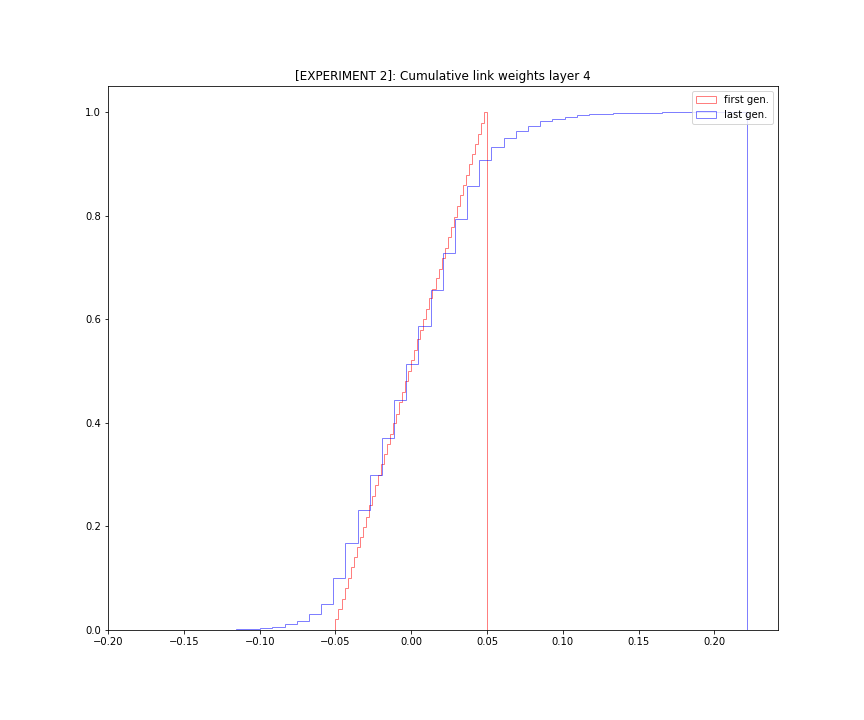 [EXPERIMENT 2]: Cumulative link weights layer 4
first gen.
last gen.
1.0
0.8
0.6
0.4
0.2
0.0
−0.20 −0.15 −0.10 −0.05 0.00 0.05 0.10 0.15 0.20